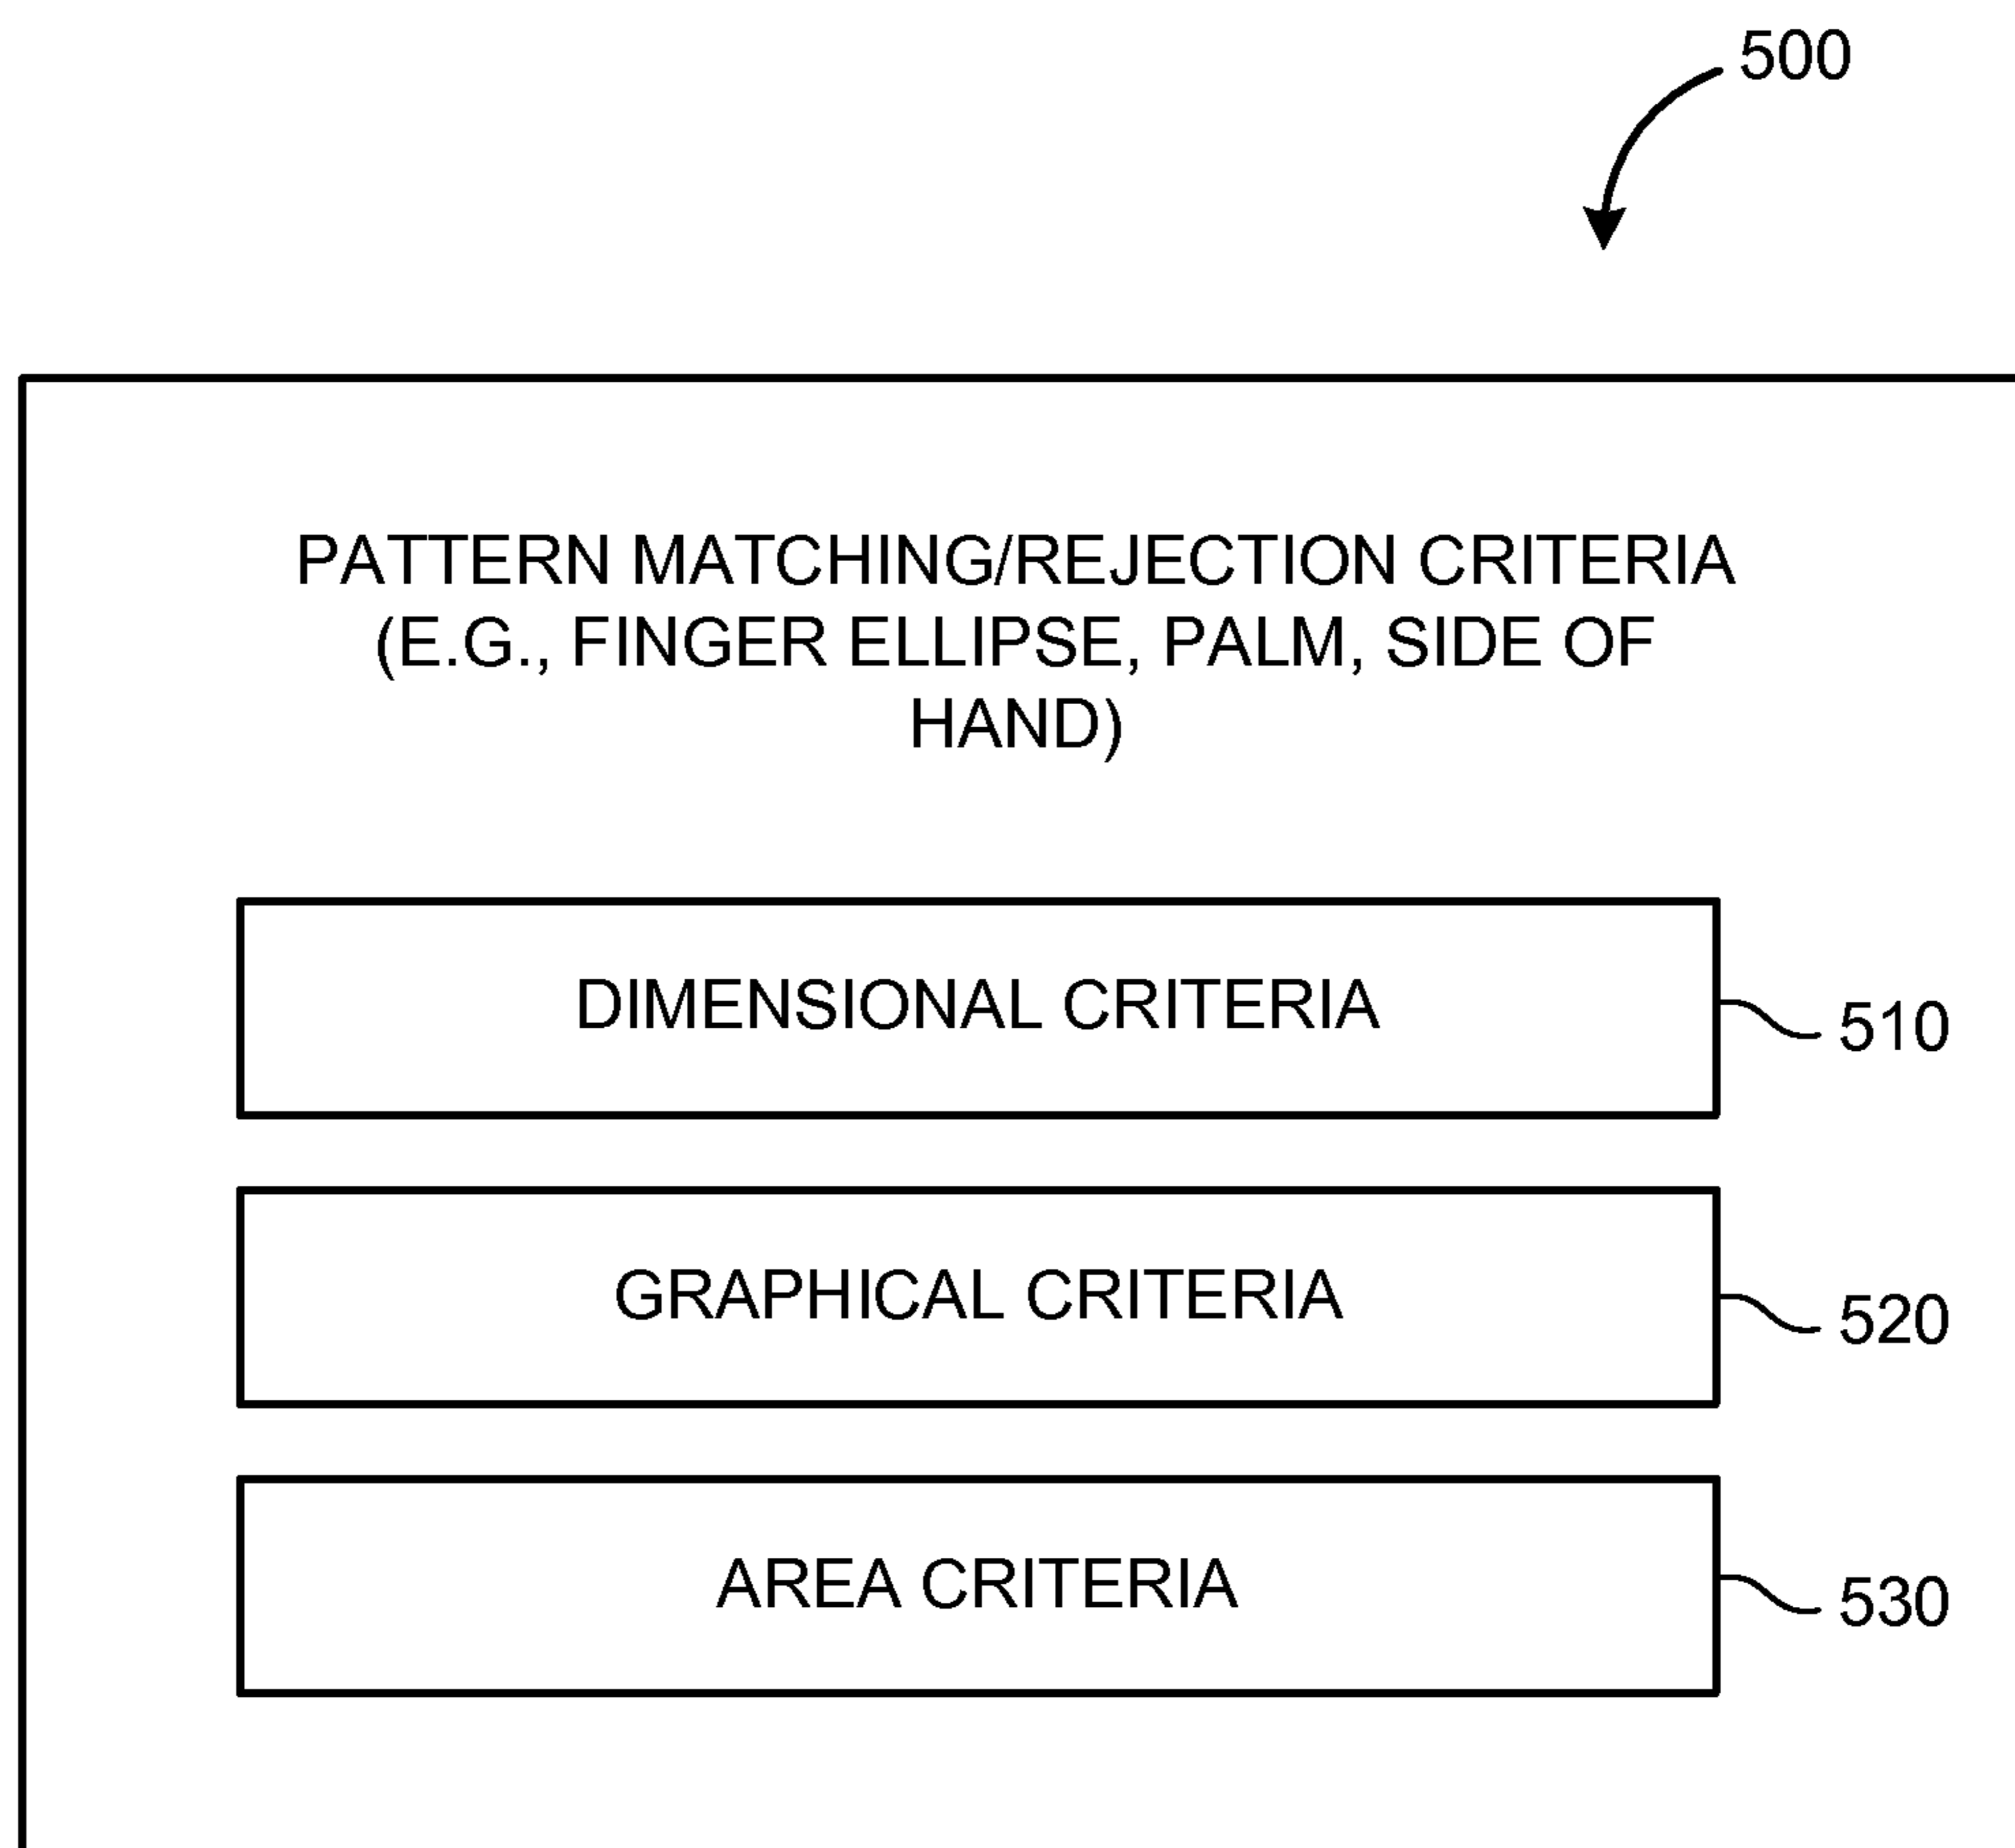 500
PATTERN MATCHING/REJECTION CRITERIA
(E.G., FINGER ELLIPSE, PALM, SIDE OF
HAND)
DIMENSIONAL CRITERIA
510
GRAPHICAL CRITERIA
520
AREA CRITERIA
530